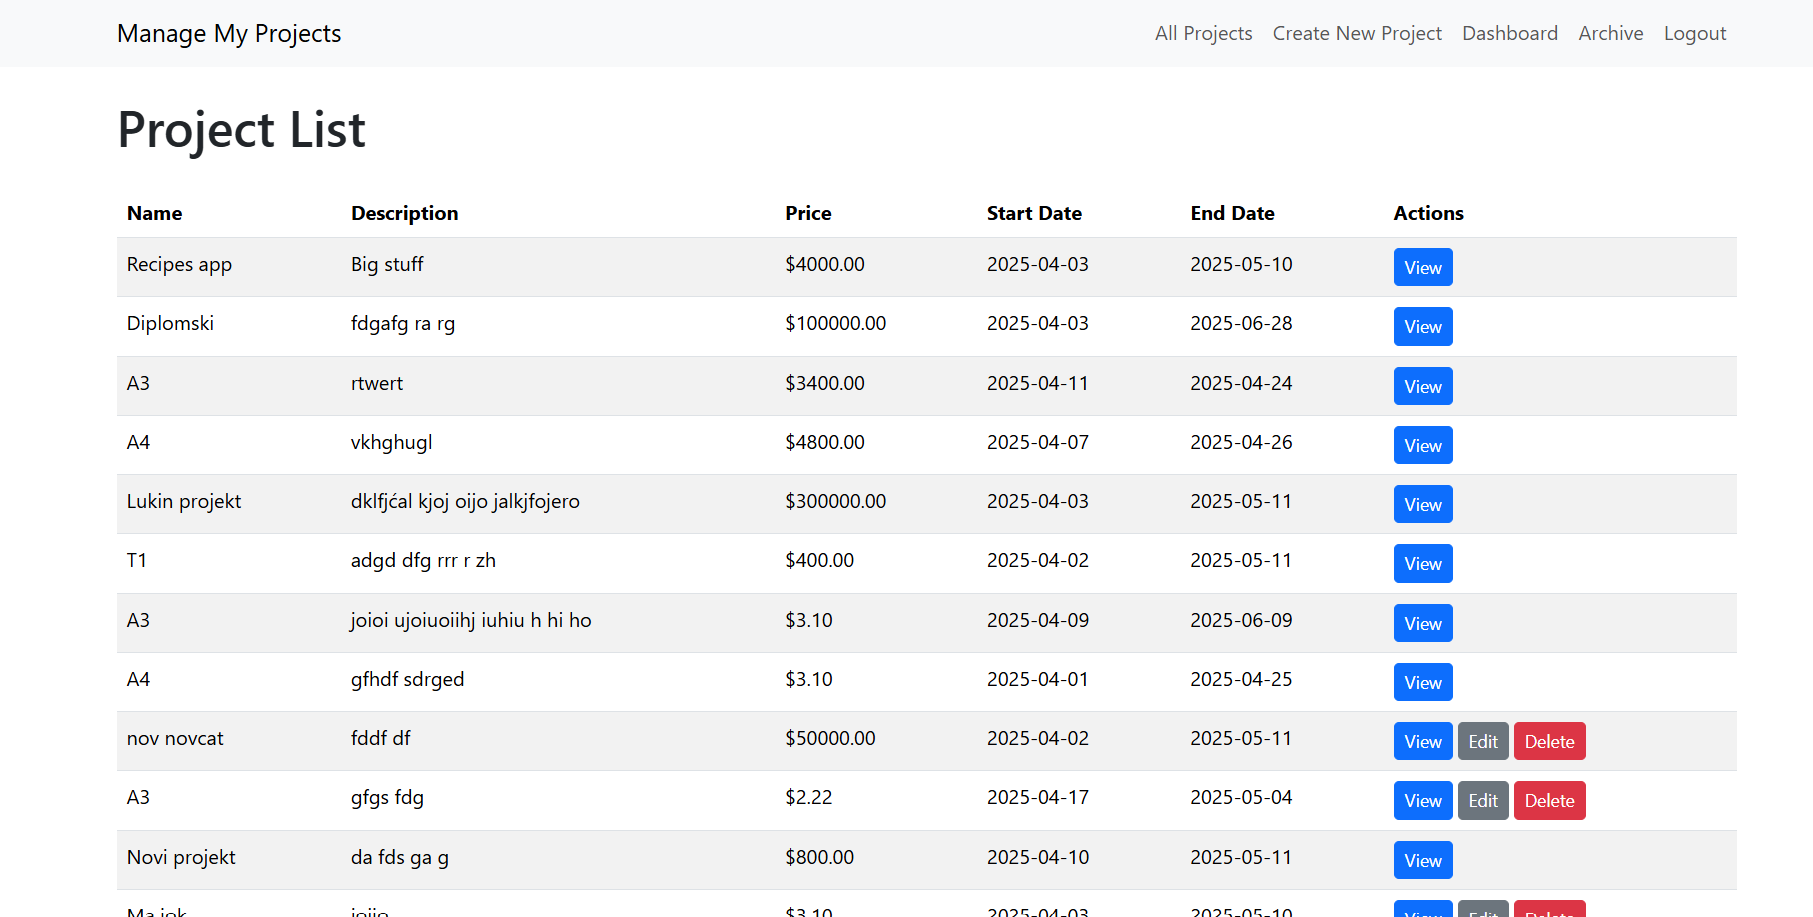 Manage My Projects All Projects Create New Project Dashboard Archive Logout
Project List
Name Description Price Start Date End Date Actions
Recipes app Big stuff $4000.00 2025-04-03 2025-05-10 View
Diplomski fdgafg ra rg $100000.00 2025-04-03 2025-06-28 View
A3 rtwert $3400.00 2025-04-11 2025-04-24 View
A4 vkhghugl $4800.00 2025-04-07 2025-04-26 View
Lukin projekt dklfjćal kjoj oijo jalkjfojero $300000.00 2025-04-03 2025-05-11 View
T1 adgd dfg rrr r zh $400.00 2025-04-02 2025-05-11 View
A3 joioi ujoiuoiihj iuhiu h hi ho $3.10 2025-04-09 2025-06-09 View
A4 gfhdf sdrged $3.10 2025-04-01 2025-04-25 View
nov novcat fddf df $50000.00 2025-04-02 2025-05-11 View Edit Delete
A3 gfgs fdg $2.22 2025-04-17 2025-05-04 View Edit Delete
Novi projekt da fds ga g $800.00 2025-04-10 2025-05-11 View
$3.10 2025-04-03 2025-05-10 View Edit Delete